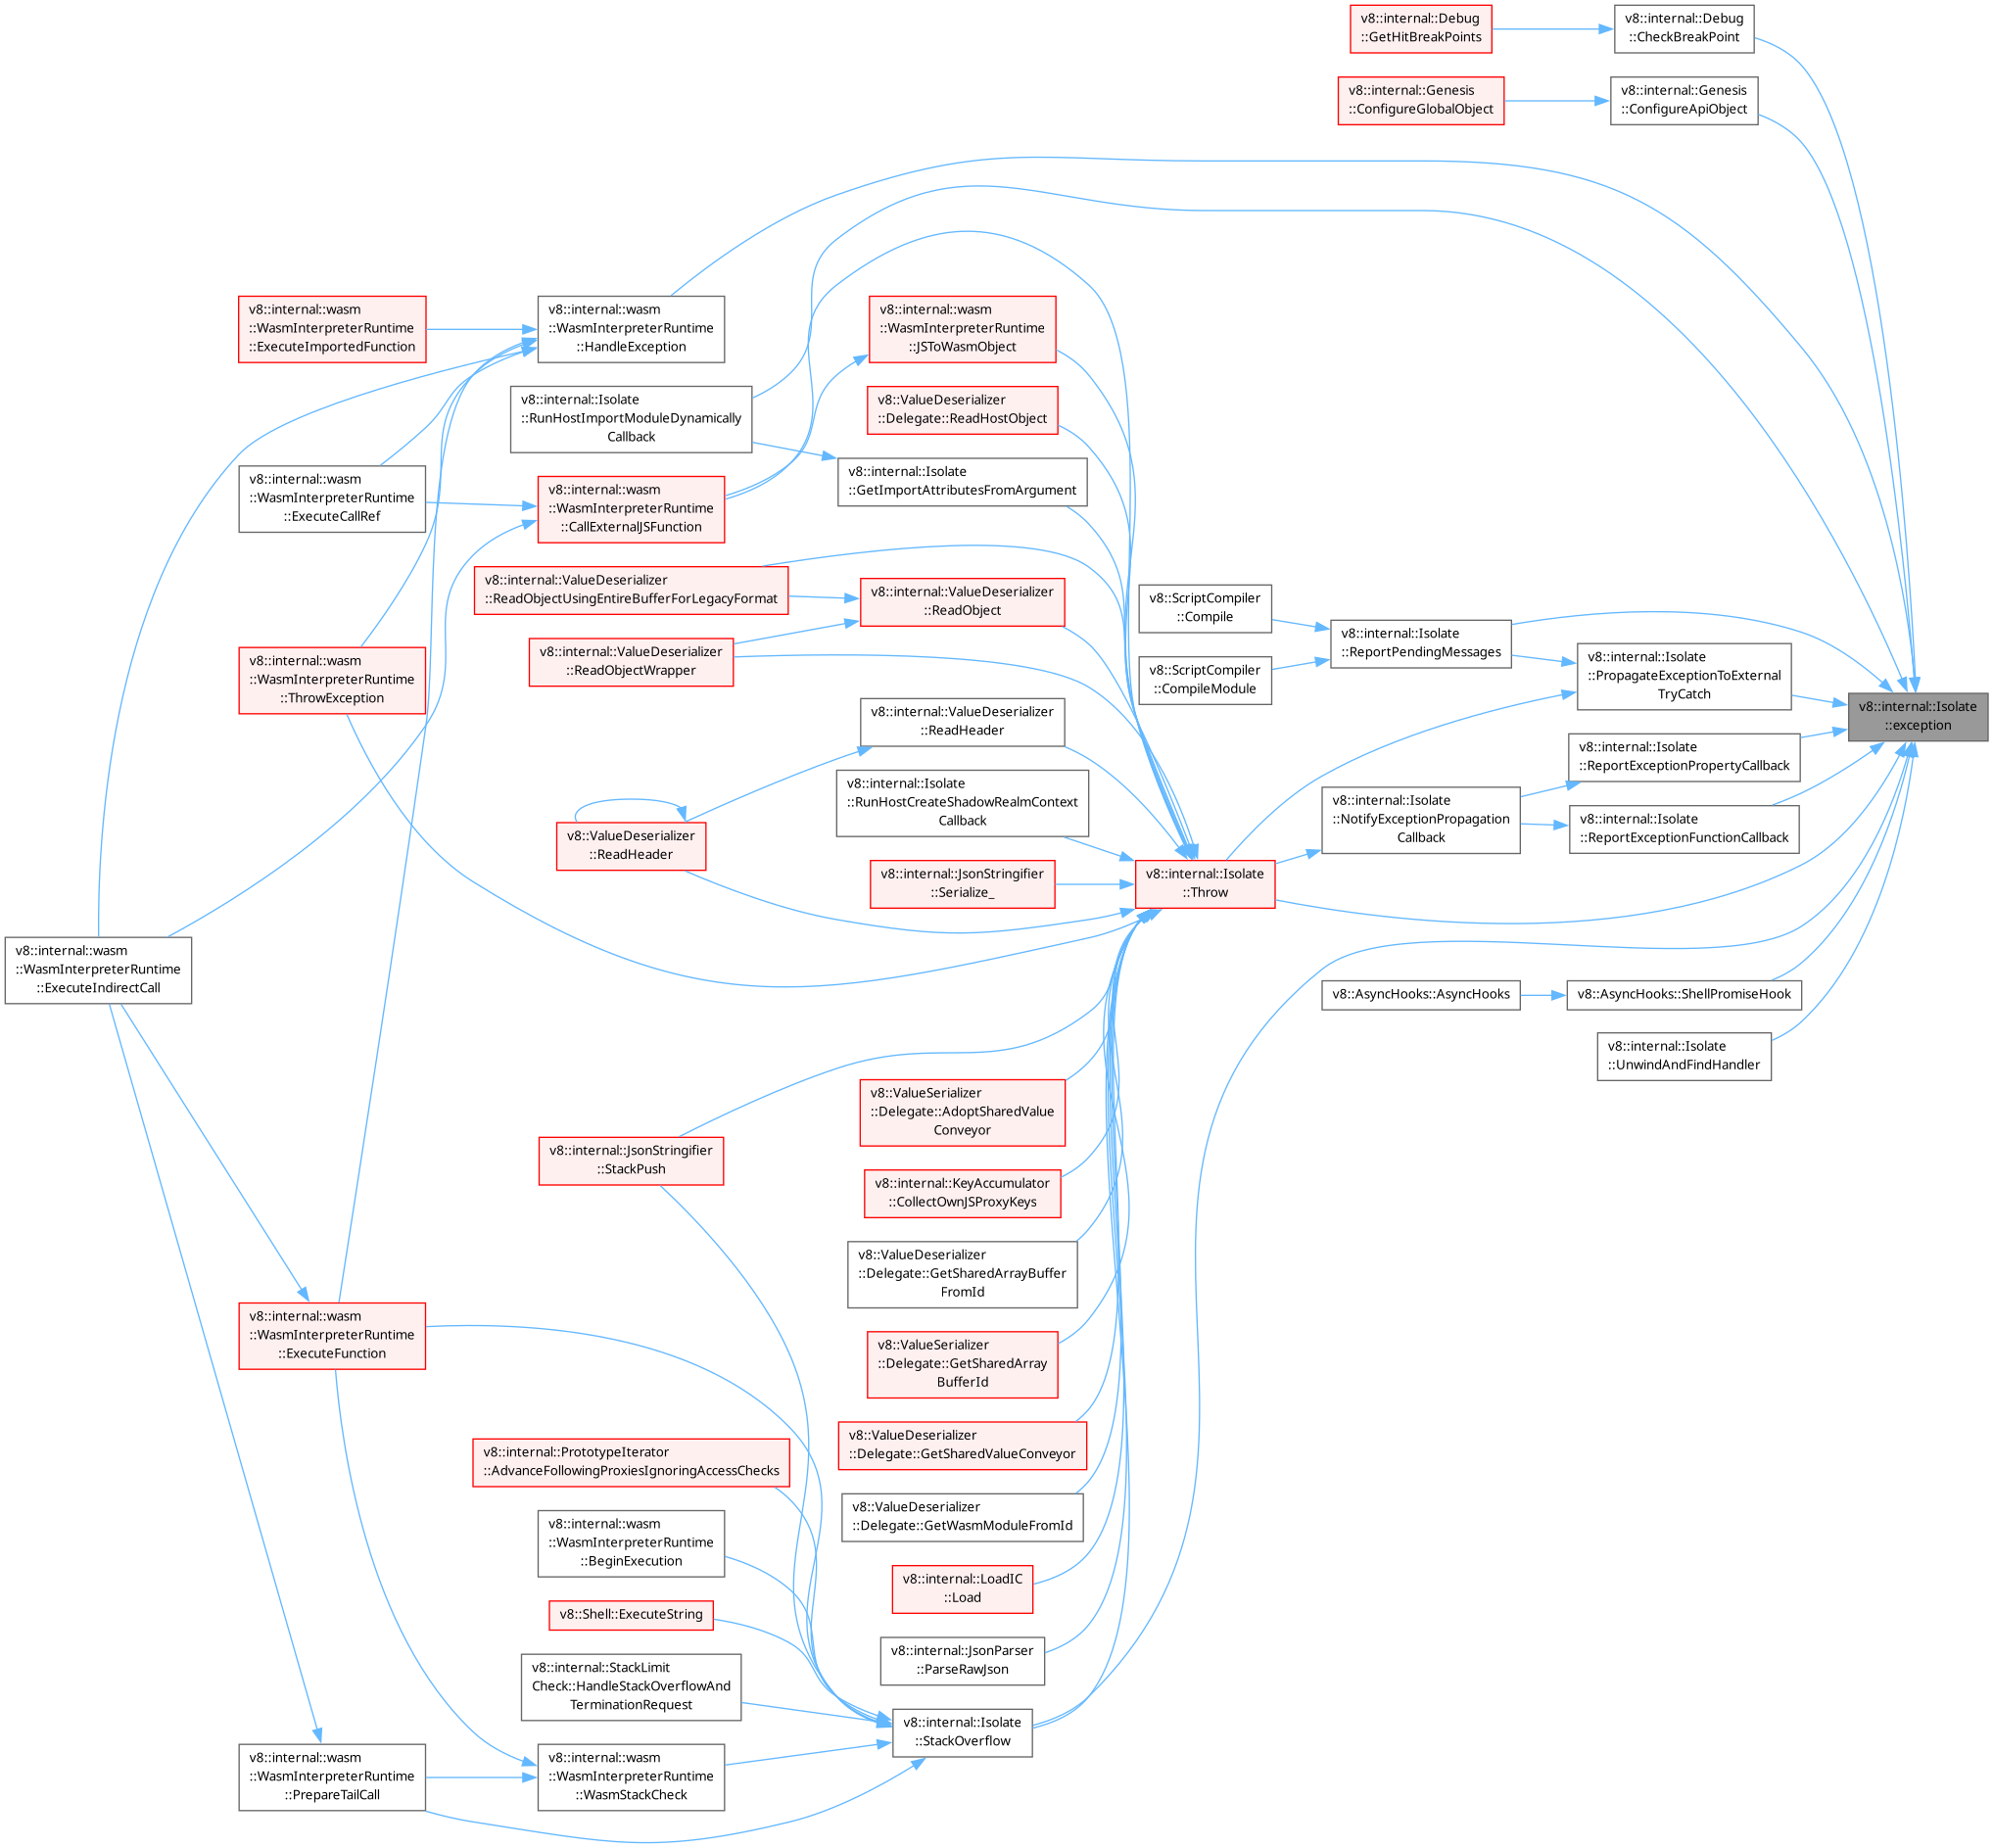 v8::internal::Debug
::GetHitBreakPoints
v8::internal::Debug
::CheckBreakPoint
v8::internal::Genesis
::ConfigureGlobalObject
v8::internal::Genesis
::ConfigureApiObject
v8::internal::wasm
::WasmInterpreterRuntime
::ExecuteImportedFunction
v8::internal::wasm
::WasmInterpreterRuntime
::HandleException
v8::internal::wasm
::WasmInterpreterRuntime
::JSToWasmObject
v8::internal::Isolate
::RunHostImportModuleDynamically
Callback
v8::ValueDeserializer
::Delegate::ReadHostObject
v8::internal::wasm
::WasmInterpreterRuntime
::ExecuteCallRef
v8::internal::wasm
::WasmInterpreterRuntime
::CallExternalJSFunction
v8::internal::Isolate
::GetImportAttributesFromArgument
v8::internal::ValueDeserializer
::ReadObjectUsingEntireBufferForLegacyFormat
v8::internal::ValueDeserializer
::ReadObject
v8::ScriptCompiler
::Compile
v8::internal::Isolate
::ReportPendingMessages
v8::internal::wasm
::WasmInterpreterRuntime
::ThrowException
v8::internal::ValueDeserializer
::ReadObjectWrapper
v8::ScriptCompiler
::CompileModule
v8::internal::Isolate
::PropagateExceptionToExternal
TryCatch
v8::internal::Isolate
::exception
v8::internal::ValueDeserializer
::ReadHeader
v8::internal::Isolate
::ReportExceptionPropertyCallback
v8::internal::Isolate
::RunHostCreateShadowRealmContext
Callback
v8::internal::Isolate
::NotifyExceptionPropagation
Callback
v8::internal::Isolate
::ReportExceptionFunctionCallback
v8::ValueDeserializer
::ReadHeader
v8::internal::JsonStringifier
::Serialize_
v8::internal::Isolate
::Throw
v8::internal::wasm
::WasmInterpreterRuntime
::ExecuteIndirectCall
v8::AsyncHooks::AsyncHooks
v8::AsyncHooks::ShellPromiseHook
v8::internal::Isolate
::UnwindAndFindHandler
v8::ValueSerializer
::Delegate::AdoptSharedValue
Conveyor
v8::internal::JsonStringifier
::StackPush
v8::internal::KeyAccumulator
::CollectOwnJSProxyKeys
v8::ValueDeserializer
::Delegate::GetSharedArrayBuffer
FromId
v8::internal::wasm
::WasmInterpreterRuntime
::ExecuteFunction
v8::ValueSerializer
::Delegate::GetSharedArray
BufferId
v8::internal::PrototypeIterator
::AdvanceFollowingProxiesIgnoringAccessChecks
v8::ValueDeserializer
::Delegate::GetSharedValueConveyor
v8::internal::wasm
::WasmInterpreterRuntime
::BeginExecution
v8::ValueDeserializer
::Delegate::GetWasmModuleFromId
v8::Shell::ExecuteString
v8::internal::LoadIC
::Load
v8::internal::StackLimit
Check::HandleStackOverflowAnd
TerminationRequest
v8::internal::JsonParser
::ParseRawJson
v8::internal::Isolate
::StackOverflow
v8::internal::wasm
::WasmInterpreterRuntime
::PrepareTailCall
v8::internal::wasm
::WasmInterpreterRuntime
::WasmStackCheck